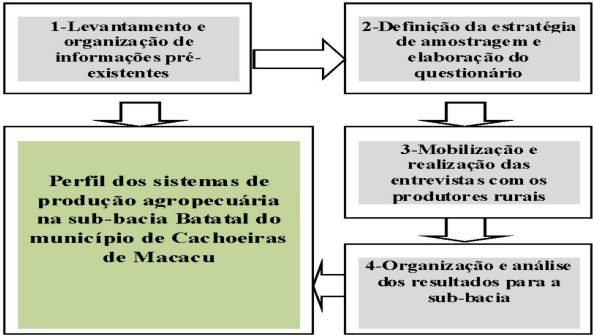 1-Levantamento e
organização de
informações pré-
existentes
2-Definição da estratégia
de amostragem e
elaboração do
questionário
3-Mobilização e
realização das
entrevistas com os
produtores rurais
4-Organização e análise
dos resultados para a
sub-bacia
Perfil dos sistemas de
produção agropecuária
na sub-bacia Batatal do
município de Cachoeiras
de Macacu